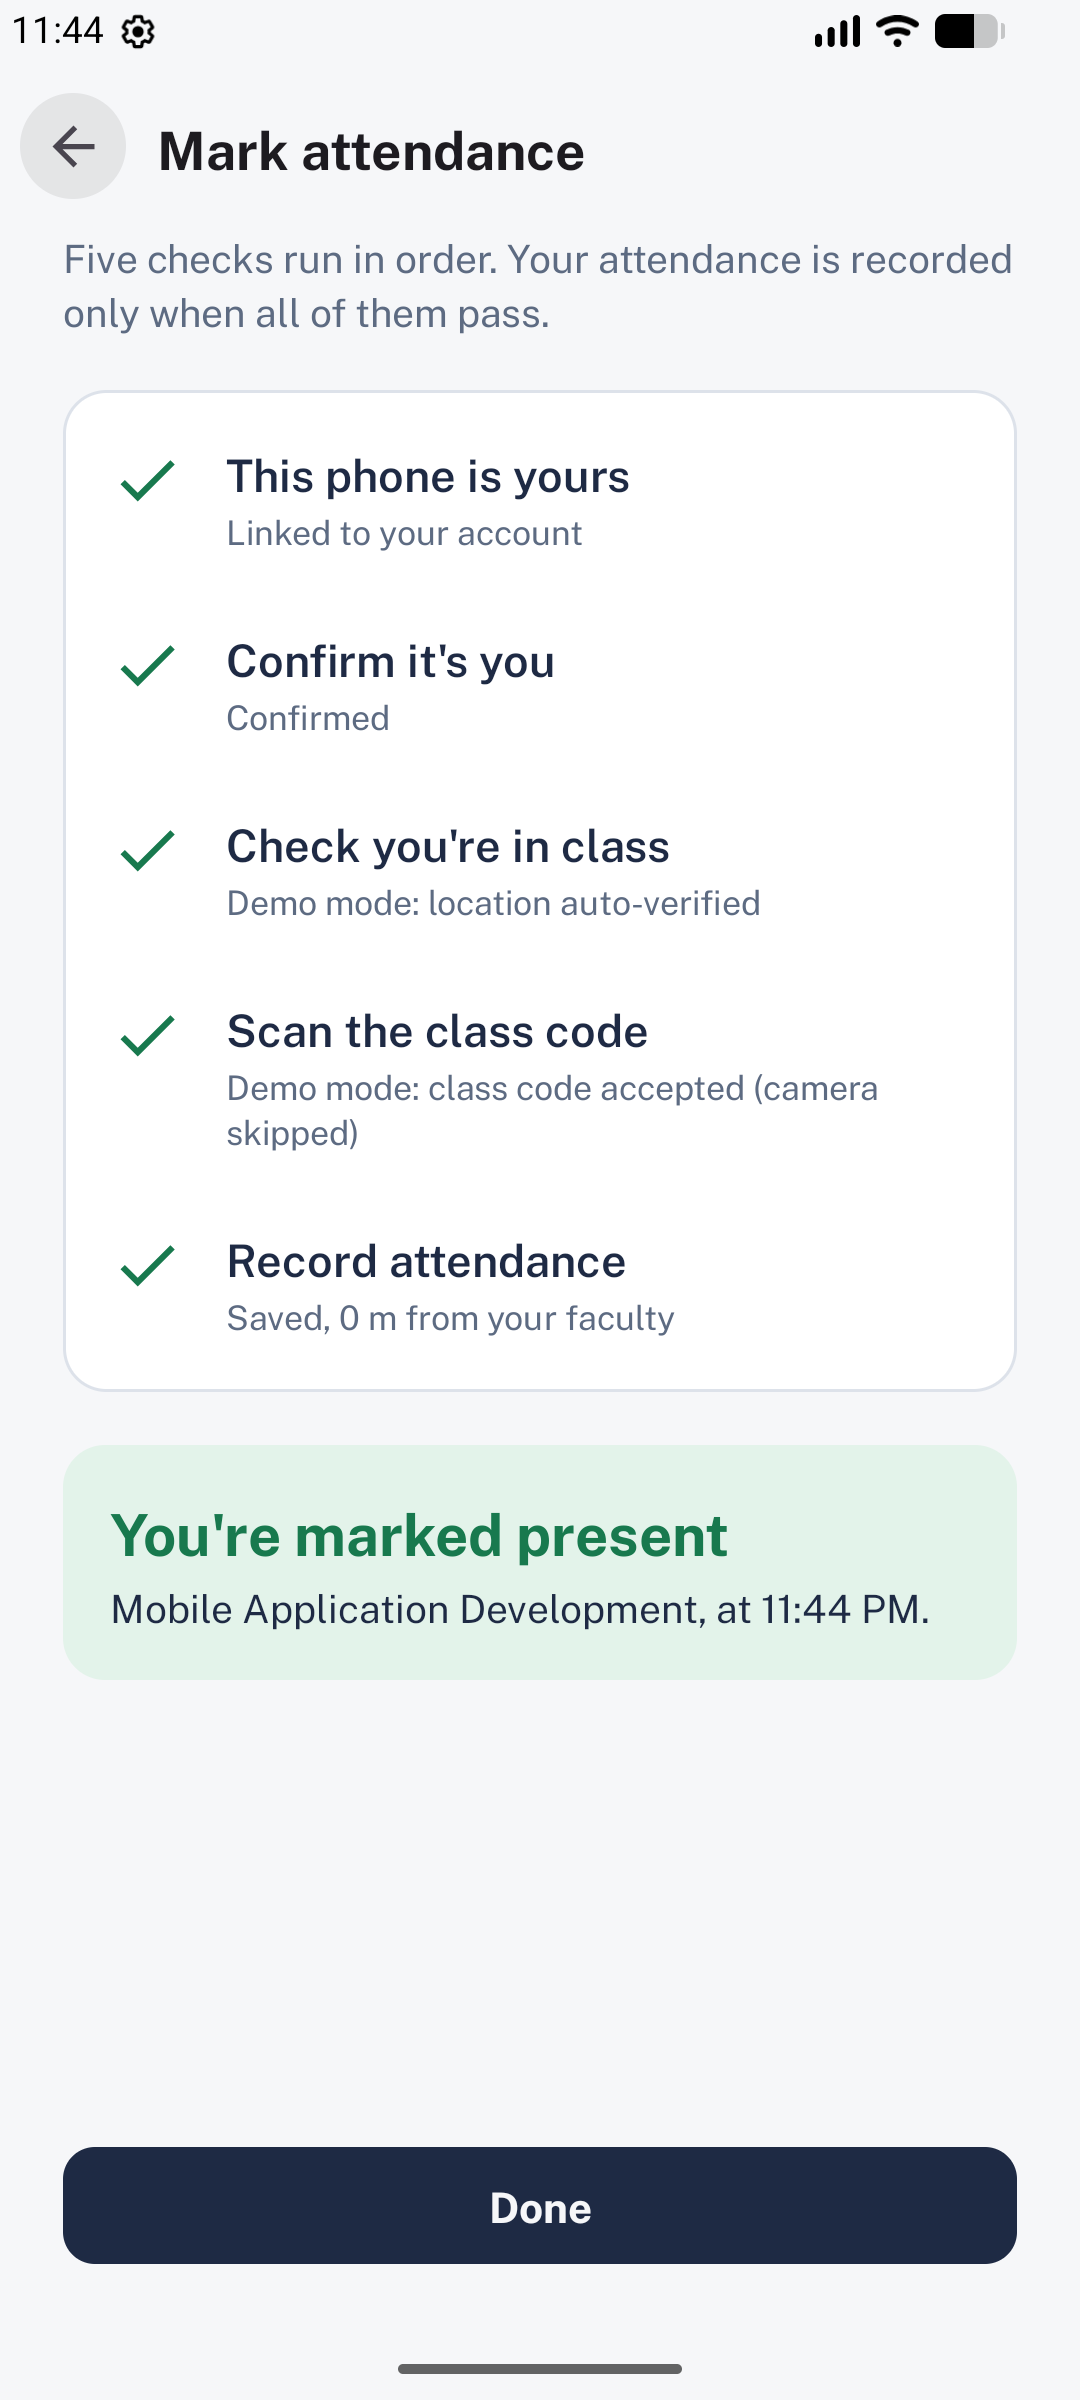 11:44
Mark attendance
Five checks run in order. Your attendance is recorded
only when all of them pass.
This phone is yours
Linked to your account
Confirm it's you
Confirmed
Check you're in class
Demo mode: location auto-verified
Scan the class code
Demo mode: class code accepted (camera
skipped)
Record attendance
Saved, 0 m from your faculty
You're marked present
Mobile Application Development, at 11:44 PM.
Done